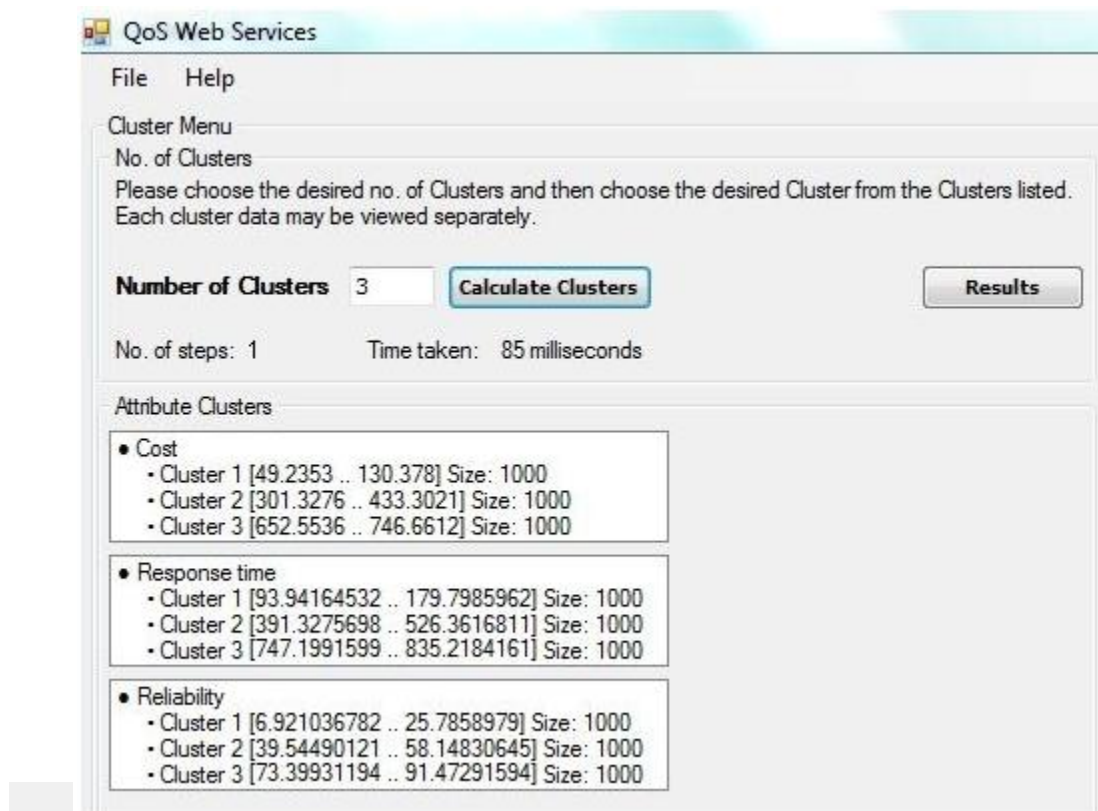 QoS Web Services
File Help
Cluster Menu
No. of Clusters
Please choose the desired no. of Clusters and then choose the desired Cluster from the Clusters listed.
Each cluster data may be viewed separately.
Number of Clusters 3 Calculate Clusters Results
No. of steps: 1 Time taken: 85 milliseconds
Attribute Clusters
• Cost
• Cluster 1 [49.2353 .. 130.378] Size: 1000
• Cluster 2 [301.3276 .. 433.3021] Size: 1000
• Cluster 3 [652.5536 .. 746.6612] Size: 1000
• Response time
• Cluster 1 [93.94164532 .. 179.7985962] Size: 1000
• Cluster 2 [391.3275698 .. 526.3616811] Size: 1000
• Cluster 3 [747.1991599 .. 835.2184161] Size: 1000
• Reliability
• Cluster 1 [6.921036782 .. 25.7858979] Size: 1000
• Cluster 2 [39.54490121 .. 58.14830645] Size: 1000
• Cluster 3 [73.39931194 .. 91.47291594] Size: 1000